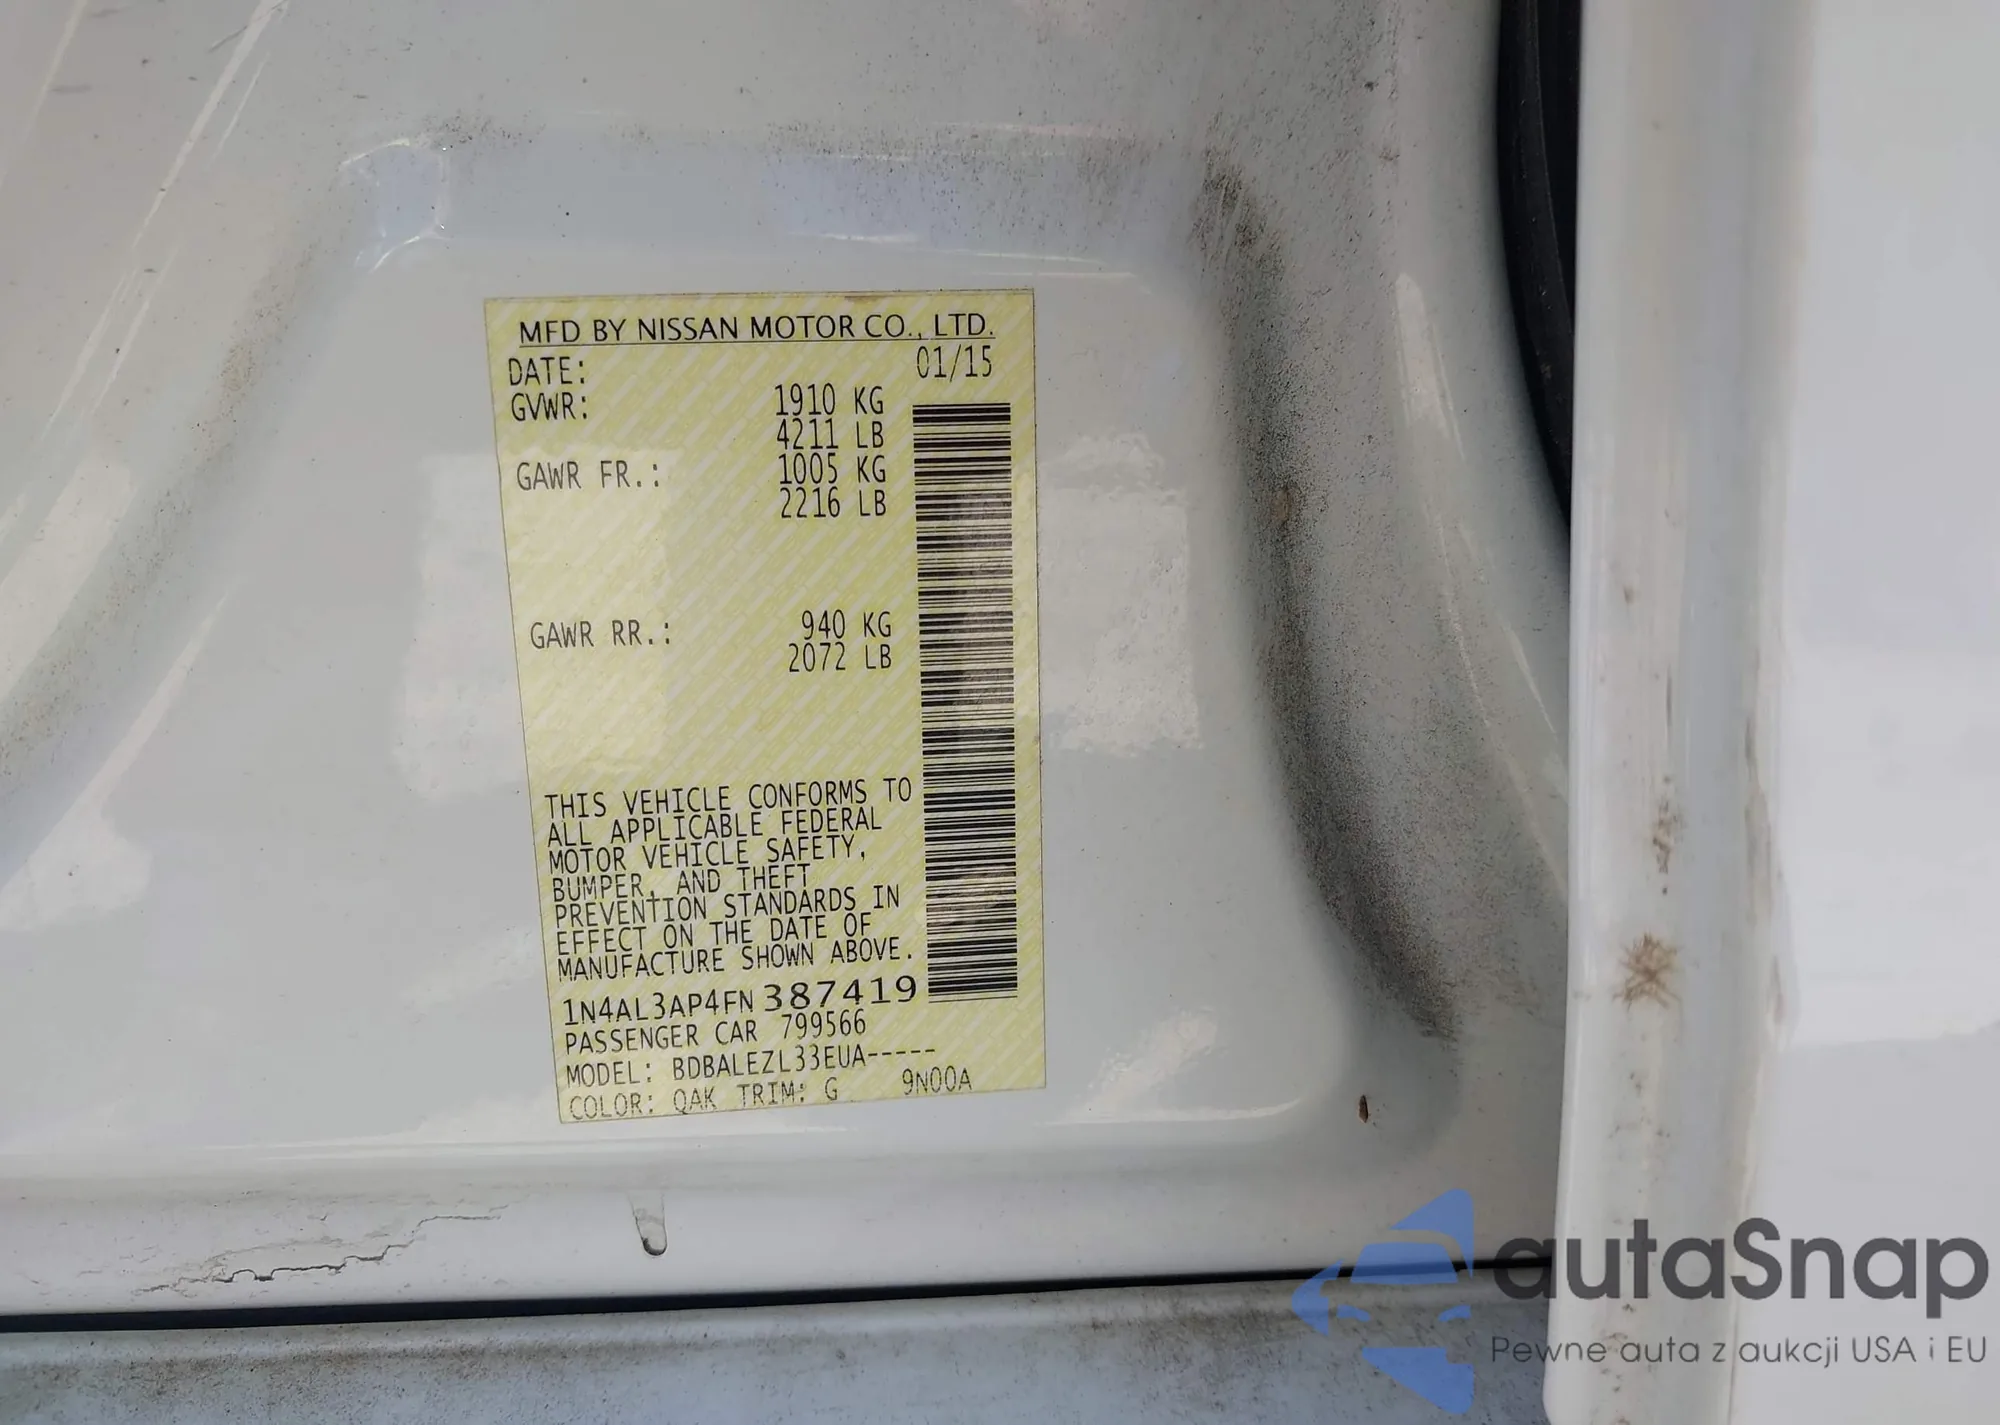 MFD BY NISSAN MOTOR CO., LTD.
DATE: 01/15
GVWR: 1910 KG
4211 LB
GAWR FR.: 1005 KG
2216 LB
GAWR RR.: 940 KG
2072 LB
THIS VEHICLE CONFORMS TO
ALL APPLICABLE FEDERAL
MOTOR VEHICLE SAFETY,
BUMPER, AND THEFT
PREVENTION STANDARDS IN
EFFECT ON THE DATE OF
MANUFACTURE SHOWN ABOVE.
1N4AL3AP4FN387419
PASSENGER CAR 799566
MODEL: BDBALEZL33EUA-----
COLOR: QAK TRIM: G 9N00A
autaSnap
Pewne auta z aukcji USA i EU